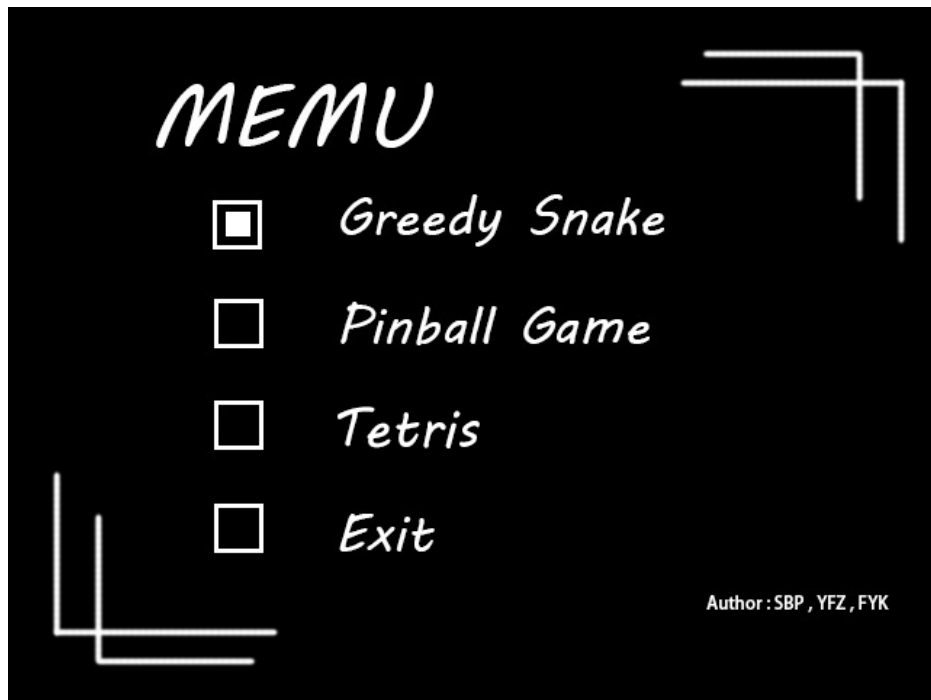 MEMU
Greedy Snake
Pinball Game
Tetris
Exit
Author : SBP , YFZ , FYK